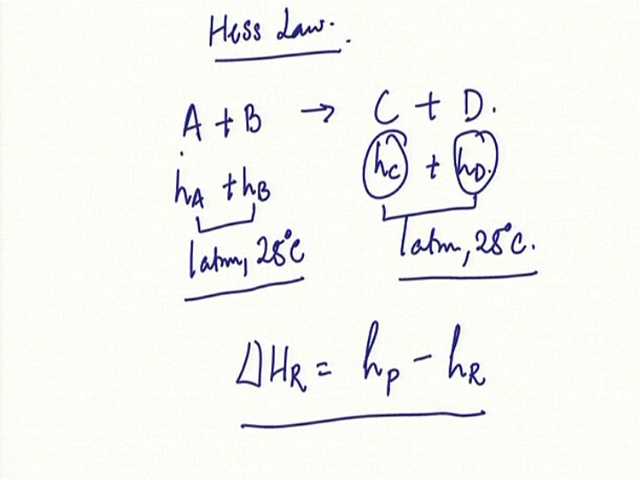 Hess Law.
A + B → C + D.
hA + hB hC + hD.
1atm, 25°C 1atm, 25°C.
ΔHR = hP - hR